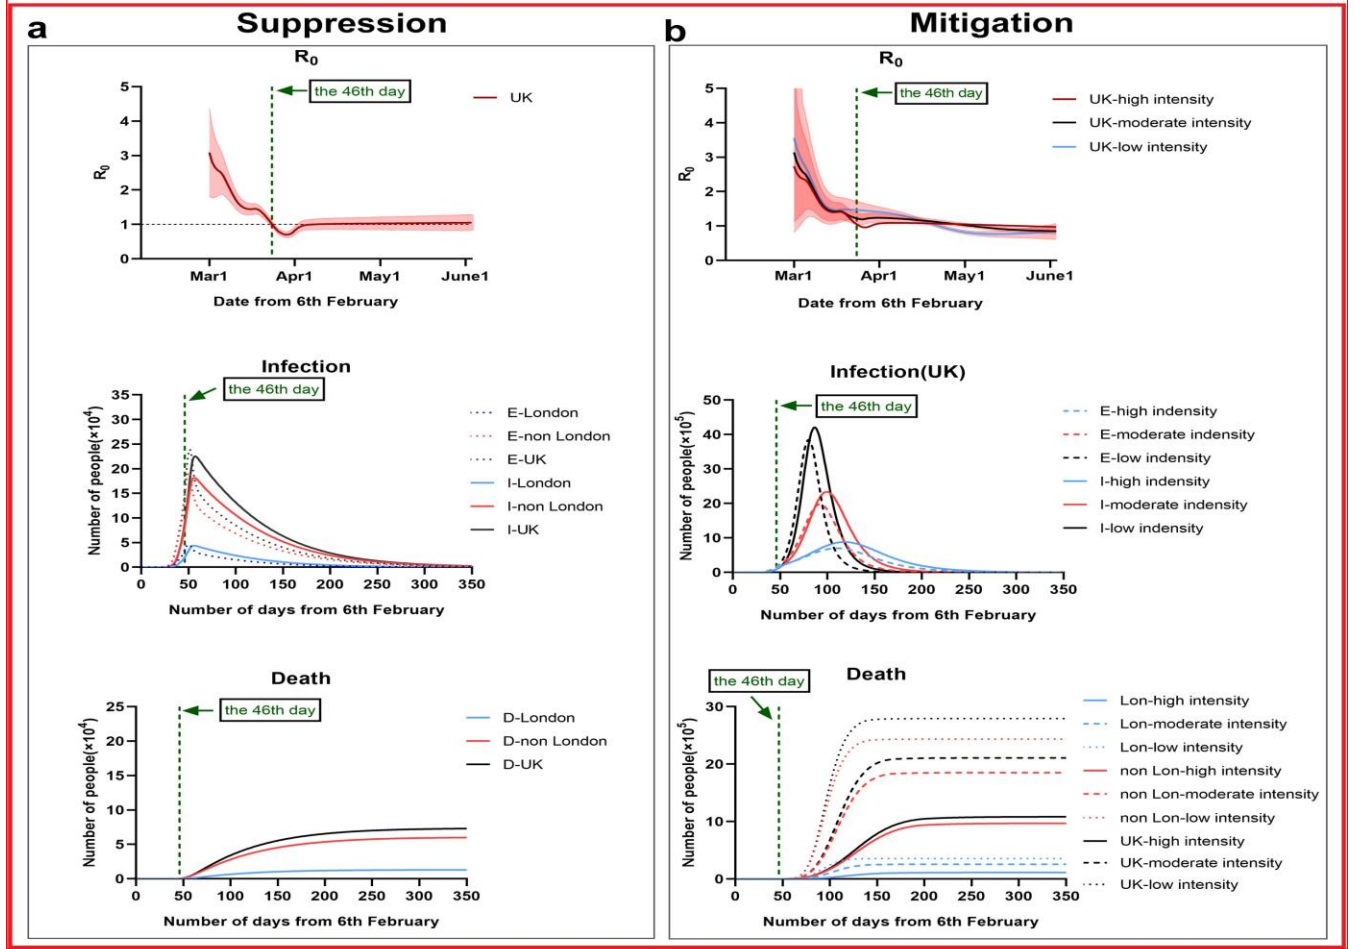 a
Suppression
R0
the 46th day
UK
5
4
3
2
1
0
R0
Mar1 Apr1 May1 June1
Date from 6th February
Infection
the 46th day
35
30
25
20
15
10
5
0
Number of people(×10⁴)
E-London
E-non London
E-UK
I-London
I-non London
I-UK
0 50 100 150 200 250 300 350
Number of days from 6th February
Death
the 46th day
25
20
15
10
5
0
Number of people(×10⁴)
D-London
D-non London
D-UK
0 50 100 150 200 250 300 350
Number of days from 6th February
b
Mitigation
R0
the 46th day
5
4
3
2
1
0
R0
UK-high intensity
UK-moderate intensity
UK-low intensity
Mar1 Apr1 May1 June1
Date from 6th February
Infection(UK)
the 46th day
50
40
30
20
10
0
Number of people(×10⁵)
E-high indensity
E-moderate indensity
E-low indensity
I-high indensity
I-moderate indensity
I-low indensity
0 50 100 150 200 250 300 350
Number of days from 6th February
Death
the 46th day
30
20
10
0
Number of people(×10⁵)
Lon-high intensity
Lon-moderate intensity
Lon-low intensity
non Lon-high intensity
non Lon-moderate intensity
non Lon-low intensity
UK-high intensity
UK-moderate intensity
UK-low intensity
0 50 100 150 200 250 300 350
Number of days from 6th February